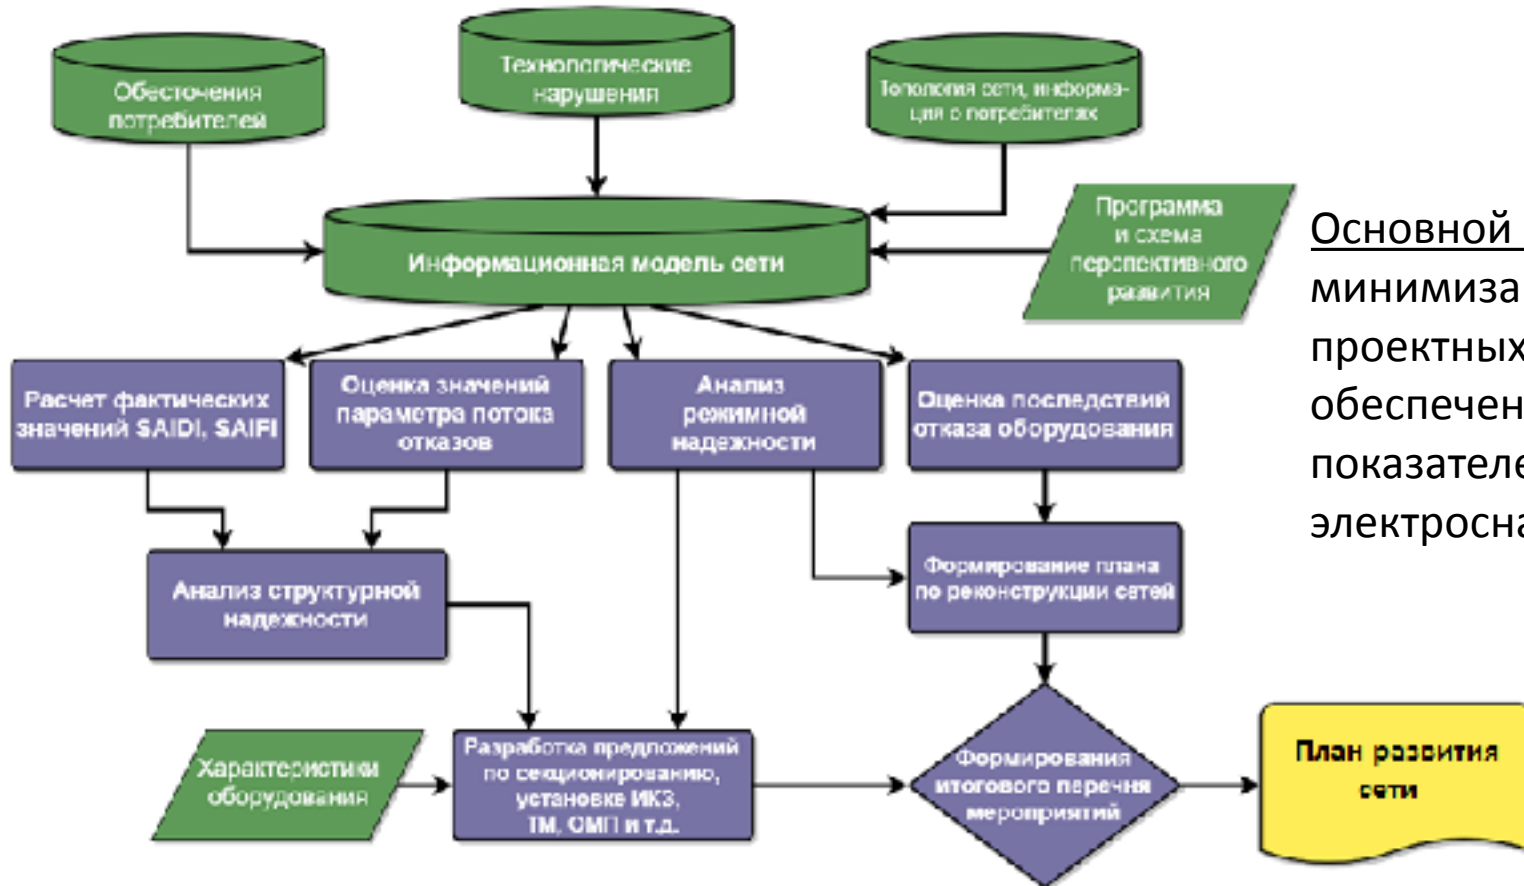 Обесточения
потребителей
Технологические
нарушения
Топология сети, информа-
ция о потребителях
Информационная модель сети
Программа
и схема
перспективного
развития
Основной
минимиза
проектных
обеспечен
показателе
электросна
Расчет фактических
значений SAIDI, SAIFI
Оценка значений
параметра потока
отказов
Анализ
режимной
надежности
Оценка последствий
отказа оборудования
Анализ структурной
надежности
Формирование плана
по реконструкции сетей
Характеристики
оборудования
Разработка предложений
по секционированию,
установке ИКЗ,
ТМ, ОМП и т.д.
Формирования
итогового перечня
мероприятий
План развития
сети